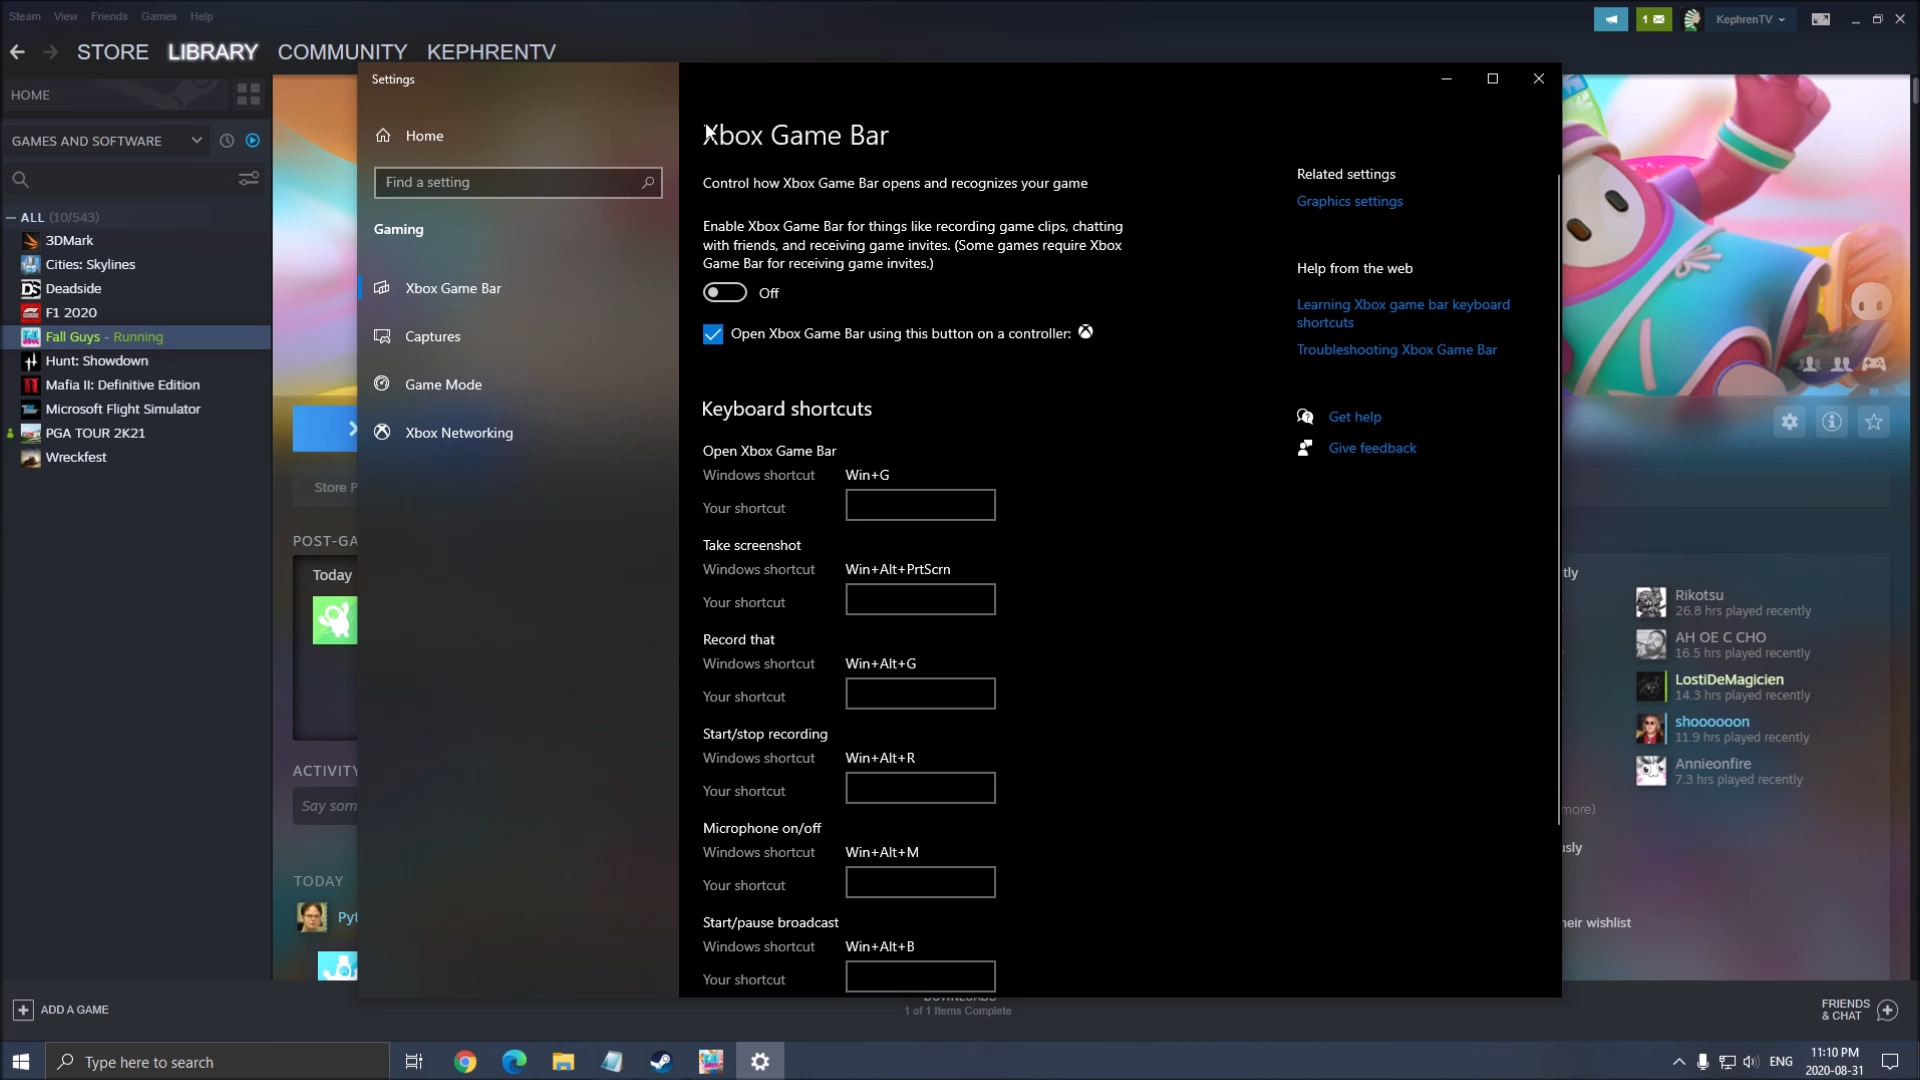 Steam View Friends Games Help
1
KephrenTV
STORE LIBRARY COMMUNITY KEPHRENTV
HOME
GAMES AND SOFTWARE
ALL (10/543)
3DMark
Cities: Skylines
Deadside
F1 2020
Fall Guys - Running
Hunt: Showdown
Mafia II: Definitive Edition
Microsoft Flight Simulator
PGA TOUR 2K21
Wreckfest
ADD A GAME
Store P
POST-GA
Today
ACTIVITY
Say som
TODAY
Pyt
Settings
Home
Find a setting
Gaming
Xbox Game Bar
Captures
Game Mode
Xbox Networking
Xbox Game Bar
Control how Xbox Game Bar opens and recognizes your game
Enable Xbox Game Bar for things like recording game clips, chatting
with friends, and receiving game invites. (Some games require Xbox
Game Bar for receiving game invites.)
Off
Open Xbox Game Bar using this button on a controller:
Keyboard shortcuts
Open Xbox Game Bar
Windows shortcut Win+G
Your shortcut
Take screenshot
Windows shortcut Win+Alt+PrtScrn
Your shortcut
Record that
Windows shortcut Win+Alt+G
Your shortcut
Start/stop recording
Windows shortcut Win+Alt+R
Your shortcut
Microphone on/off
Windows shortcut Win+Alt+M
Your shortcut
Start/pause broadcast
Windows shortcut Win+Alt+B
Your shortcut
Related settings
Graphics settings
Help from the web
Learning Xbox game bar keyboard
shortcuts
Troubleshooting Xbox Game Bar
Get help
Give feedback
tly
Rikotsu
26.8 hrs played recently
AH OE C CHO
16.5 hrs played recently
LostiDeMagicien
14.3 hrs played recently
shoooooon
11.9 hrs played recently
Annieonfire
7.3 hrs played recently
more)
usly
heir wishlist
DOWNLOADS
1 of 1 Items Complete
FRIENDS
& CHAT
Type here to search
ENG
11:10 PM
2020-08-31